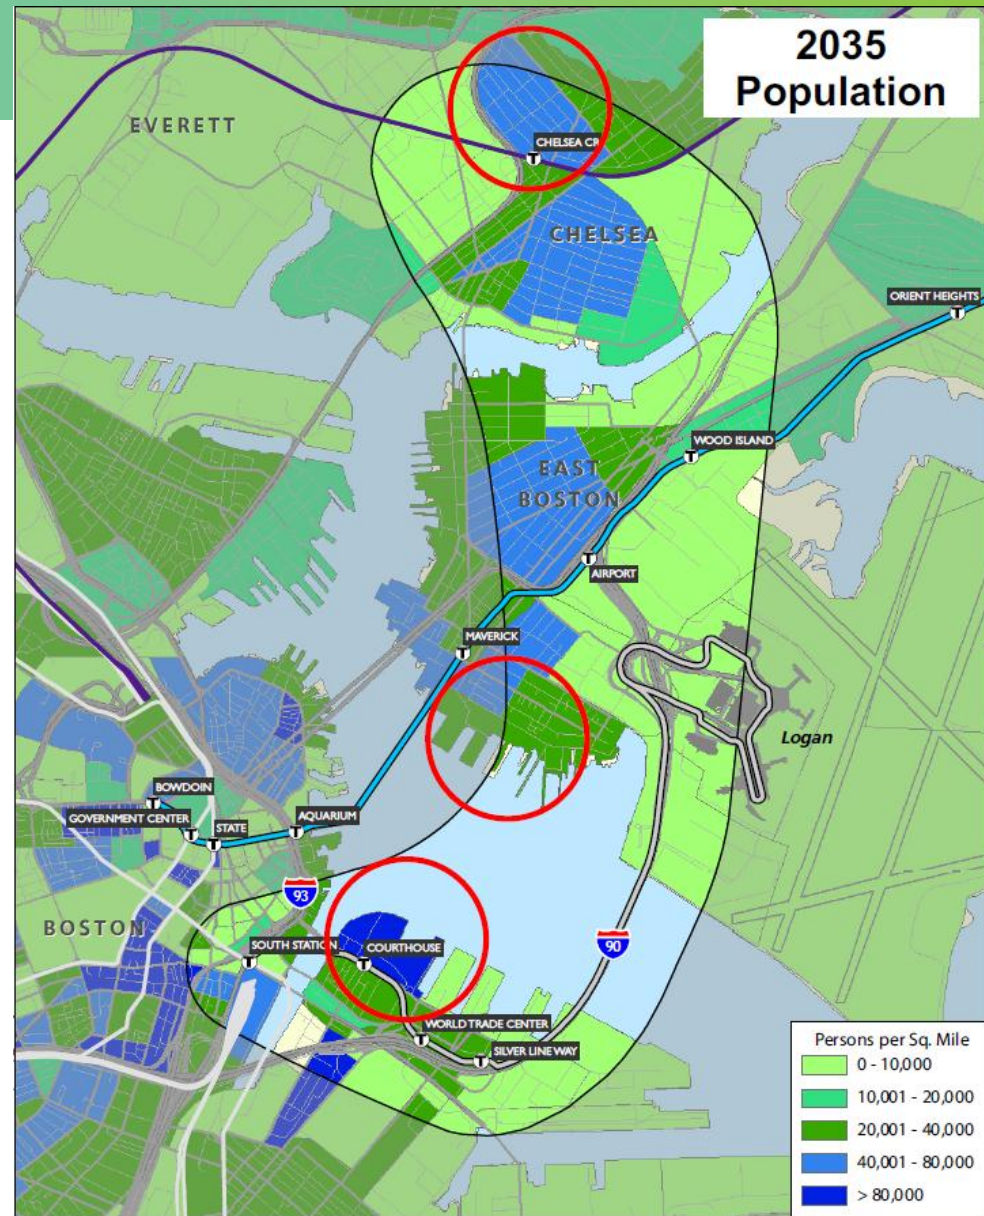 2035
Population
EVERETT
CHELSEA CR
CHELSEA
ORIENT HEIGHTS
WOOD ISLAND
EAST
BOSTON
AIRPORT
MAVERICK
Logan
BOWDOIN
GOVERNMENT CENTER
STATE
AQUARIUM
93
BOSTON
SOUTH STATION
COURTHOUSE
90
WORLD TRADE CENTER
SILVER LINE WAY
T
T
T
T
T
T
T
T
T
T
T
T
T
Persons per Sq. Mile
0 - 10,000
10,001 - 20,000
20,001 - 40,000
40,001 - 80,000
> 80,000